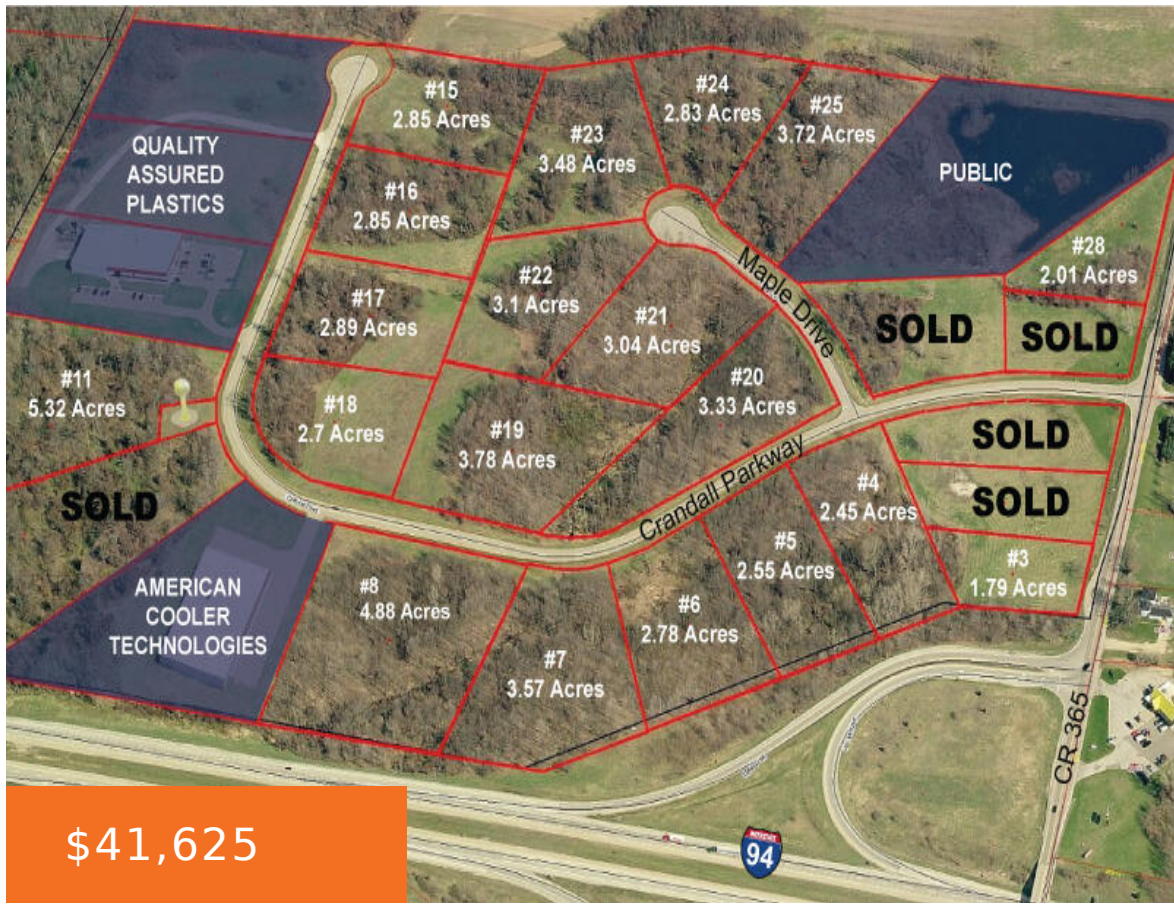 #15
2.85 Acres
#24
2.83 Acres
#25
3.72 Acres
#23
3.48 Acres
QUALITY
ASSURED
PLASTICS
PUBLIC
#16
2.85 Acres
#28
2.01 Acres
#17
2.89 Acres
#22
3.1 Acres
#21
3.04 Acres
Maple Drive
SOLD
SOLD
#11
5.32 Acres
#18
2.7 Acres
#19
3.78 Acres
#20
3.33 Acres
SOLD
SOLD
SOLD
Crandall Parkway
#4
2.45 Acres
#5
2.55 Acres
#3
1.79 Acres
AMERICAN
COOLER
TECHNOLOGIES
#8
4.88 Acres
#6
2.78 Acres
#7
3.57 Acres
CR 365
INTERSTATE
94
$41,625